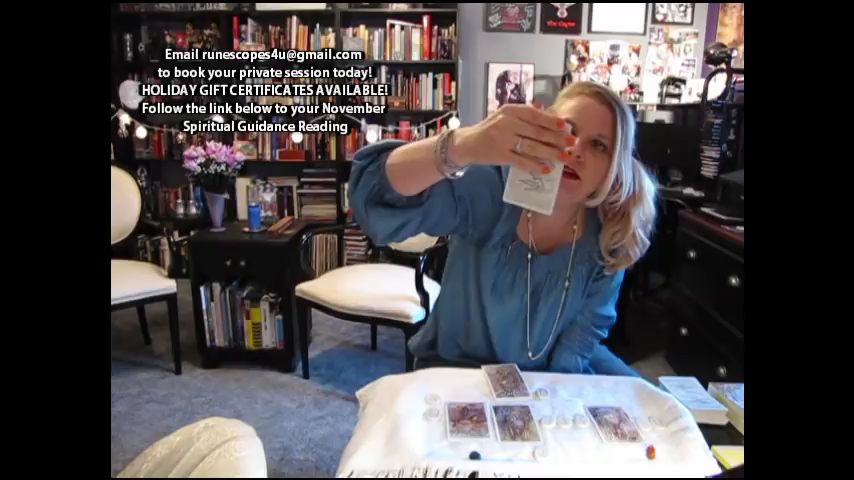 Email runescopes4u@gmail.com
to book your private session today!
HOLIDAY GIFT CERTIFICATES AVAILABLE!
Follow the link below to your November
Spiritual Guidance Reading